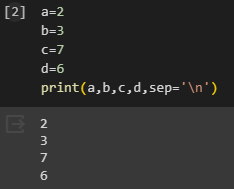 [2] a=2
b=3
c=7
d=6
print(a,b,c,d,sep='\n')
2
3
7
6